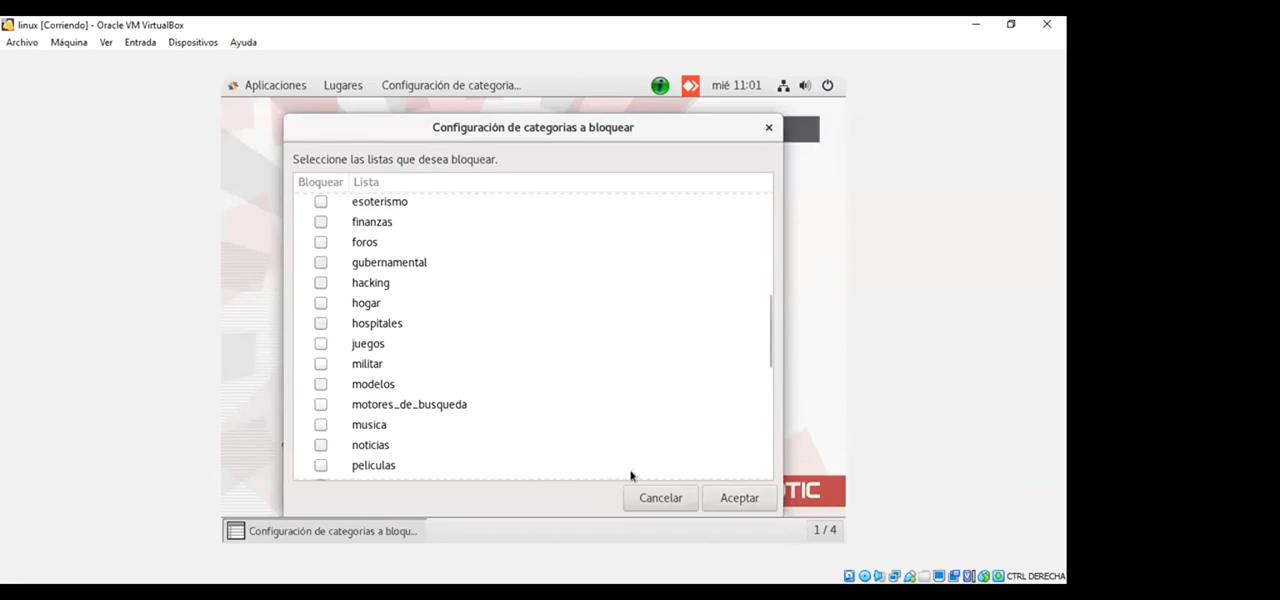 linux [Corriendo] - Oracle VM VirtualBox
Archivo Máquina Ver Entrada Dispositivos Ayuda
Aplicaciones Lugares Configuración de categoria... mié 11:01
Configuración de categorias a bloquear
Seleccione las listas que desea bloquear.
Bloquear Lista
esoterismo
finanzas
foros
gubernamental
hacking
hogar
hospitales
juegos
militar
modelos
motores_de_busqueda
musica
noticias
peliculas
Cancelar Aceptar
TIC
Configuración de categorias a bloqu... 1 / 4
CTRL DERECHA